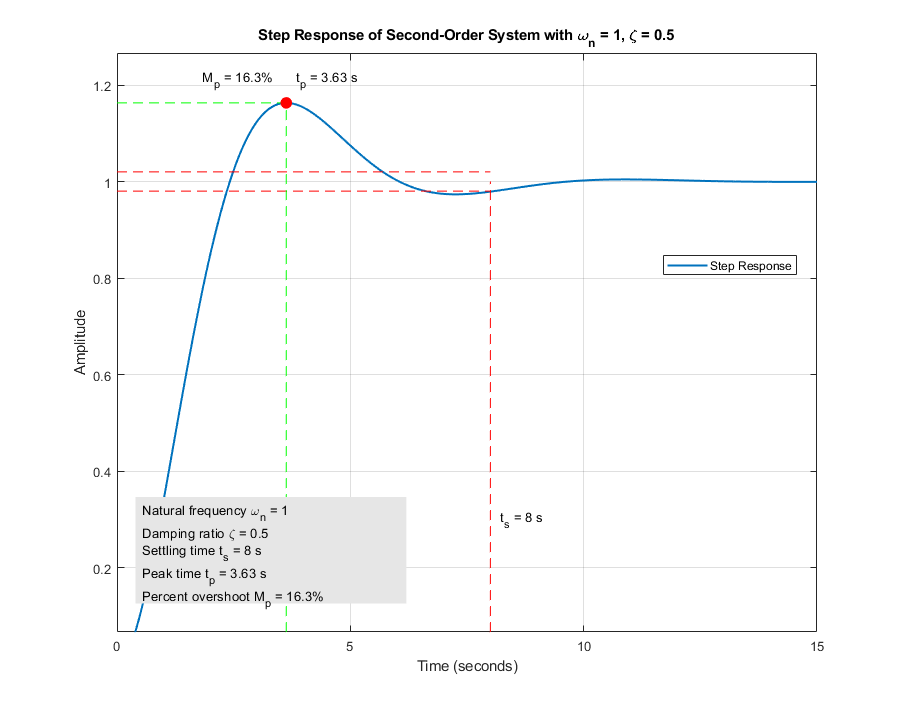 Step Response of Second-Order System with ωn = 1, ζ = 0.5
Mp = 16.3%
tp = 3.63 s
1.2
1
0.8
0.6
0.4
0.2
Amplitude
Step Response
ts = 8 s
Natural frequency ωn = 1
Damping ratio ζ = 0.5
Settling time ts = 8 s
Peak time tp = 3.63 s
Percent overshoot Mp = 16.3%
0
5
10
15
Time (seconds)